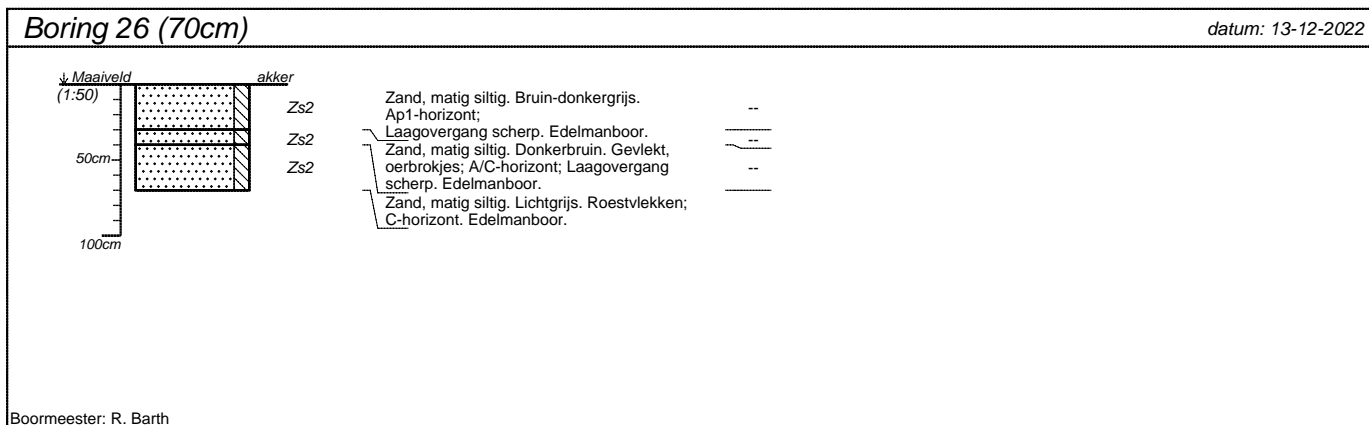 Boring 26 (70cm)
datum: 13-12-2022
Maaiveld
akker
(1:50)
Zs2
Zand, matig siltig. Bruin-donkergrijs.
Ap1-horizont;
Laagovergang scherp. Edelmanboor.
--
Zs2
Zand, matig siltig. Donkerbruin. Gevlekt,
oerbrokjes; A/C-horizont; Laagovergang
scherp. Edelmanboor.
--
50cm
Zs2
Zand, matig siltig. Lichtgrijs. Roestvlekken;
C-horizont. Edelmanboor.
--
100cm
Boormeester: R. Barth